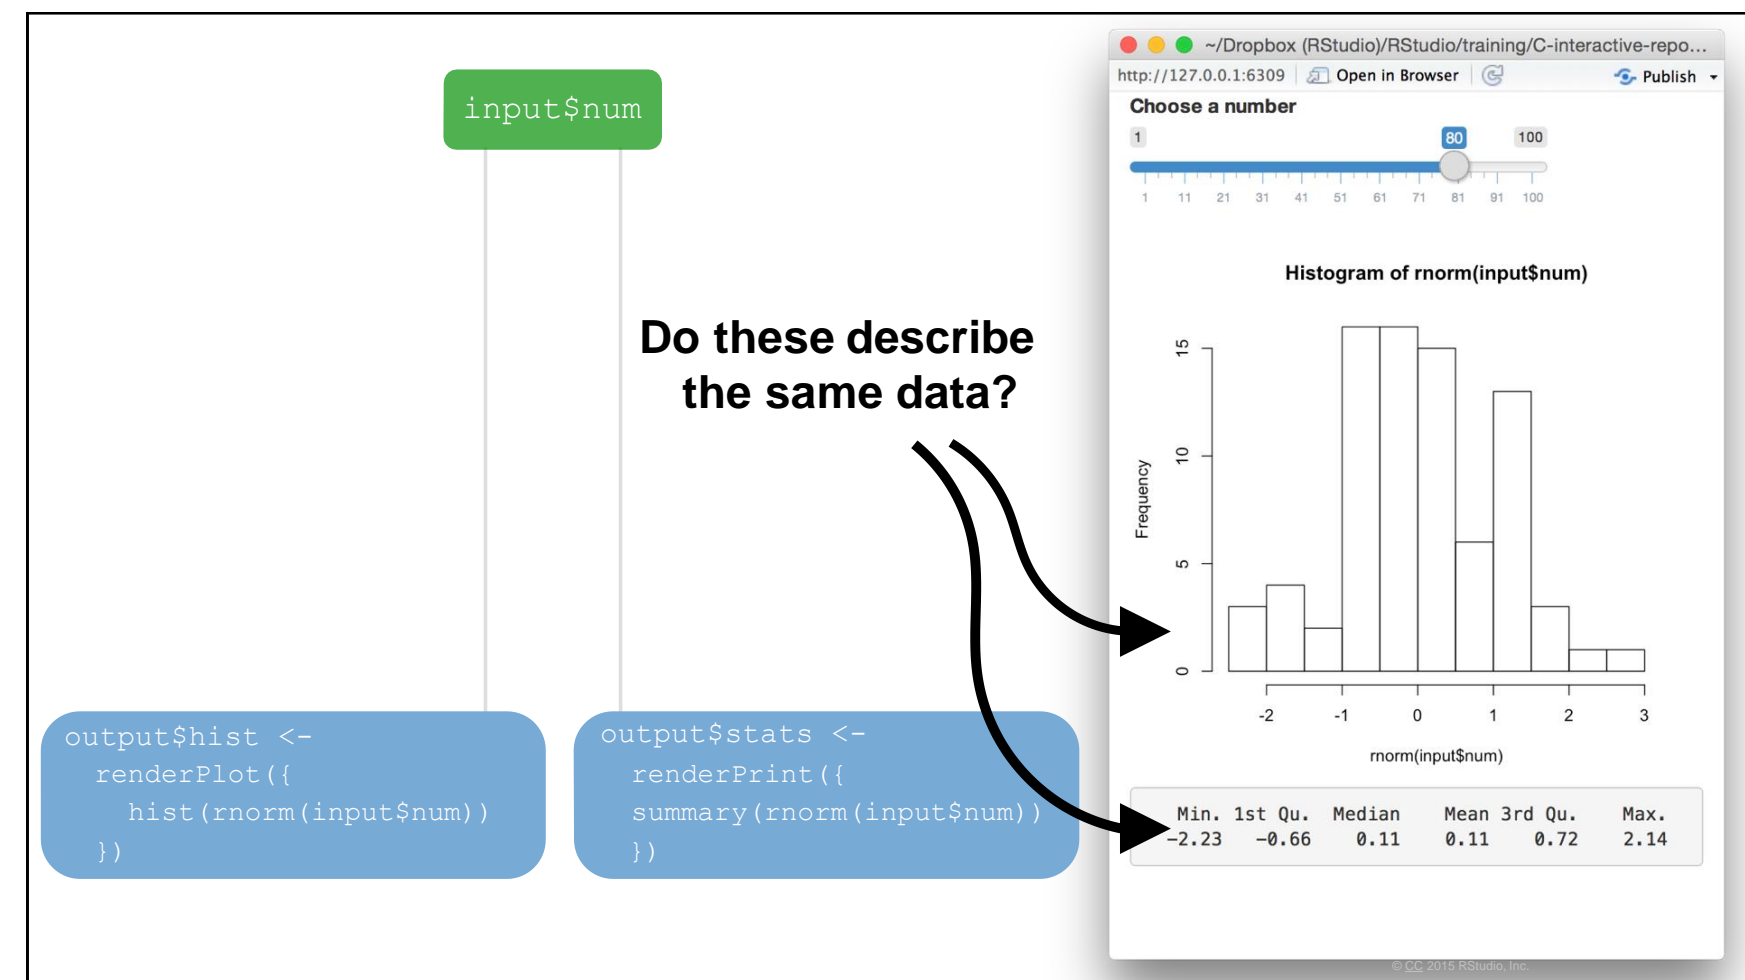 input$num
Do these describe
the same data?
output$hist <-
renderPlot({
hist(rnorm(input$num))
})
output$stats <-
renderPrint({
summary(rnorm(input$num))
})
~/Dropbox (RStudio)/RStudio/training/C-interactive-repo...
http://127.0.0.1:6309 Open in Browser Publish
Choose a number
1 80 100
1 11 21 31 41 51 61 71 81 91 100
Histogram of rnorm(input$num)
15
10
5
0
Frequency
-2 -1 0 1 2 3
rnorm(input$num)
Min. 1st Qu. Median Mean 3rd Qu. Max.
-2.23 -0.66 0.11 0.11 0.72 2.14
© CC 2015 RStudio, Inc.